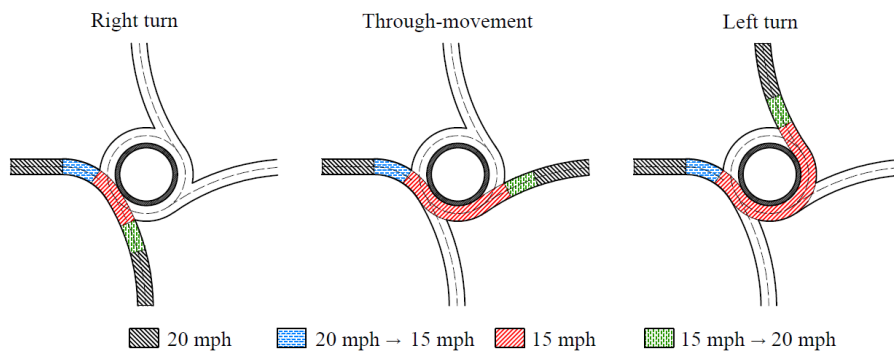 Right turn
Through-movement
Left turn
20 mph
20 mph → 15 mph
15 mph
15 mph → 20 mph